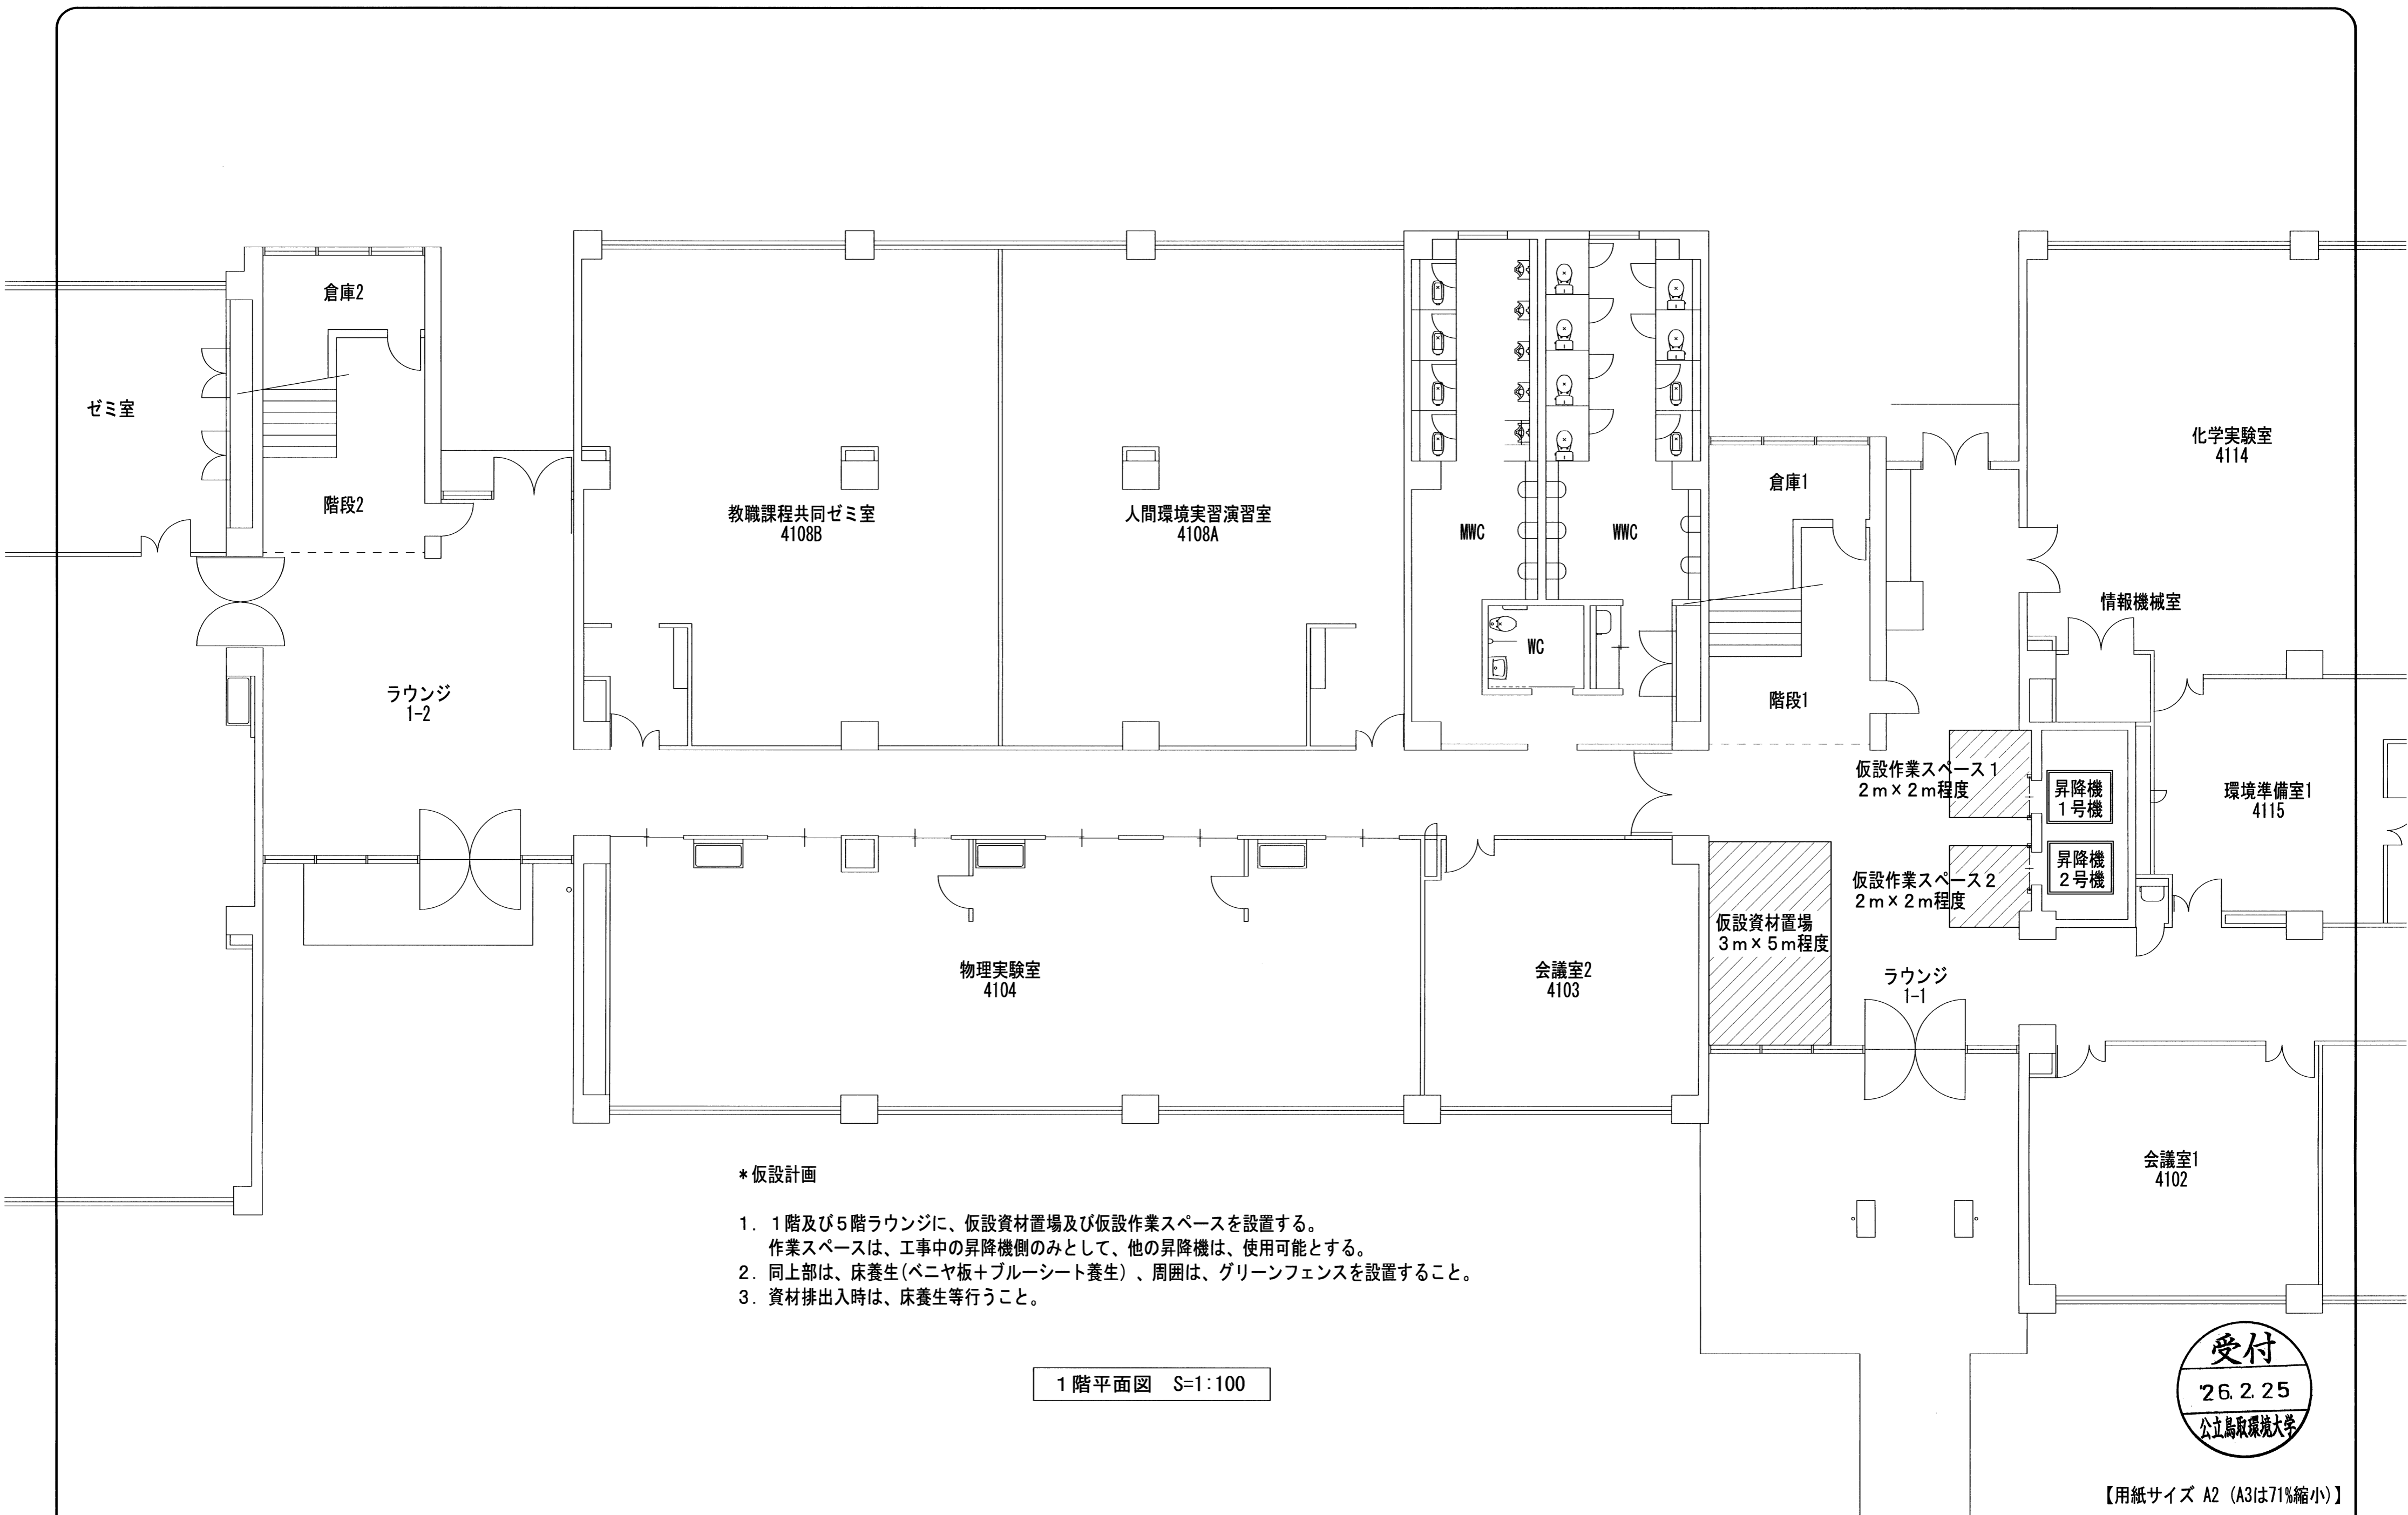 倉庫2
ゼミ室
階段2
ラウンジ
1-2
教職課程共同ゼミ室
4108B
人間環境実習演習室
4108A
MWC
WWC
WC
倉庫1
階段1
化学実験室
4114
情報機械室
環境準備室1
4115
仮設作業スペース1
2m×2m程度
昇降機
1号機
仮設作業スペース2
2m×2m程度
昇降機
2号機
仮設資材置場
3m×5m程度
ラウンジ
1-1
物理実験室
4104
会議室2
4103
会議室1
4102
*仮設計画
1. 1階及び5階ラウンジに、仮設資材置場及び仮設作業スペースを設置する。
作業スペースは、工事中の昇降機側のみとして、他の昇降機は、使用可能とする。
2. 同上部は、床養生(ベニヤ板+ブルーシート養生)、周囲は、グリーンフェンスを設置すること。
3. 資材排出入時は、床養生等行うこと。
1階平面図 S=1:100
受付
'26.2.25
公立鳥取環境大学
【用紙サイズ A2 (A3は71%縮小)】